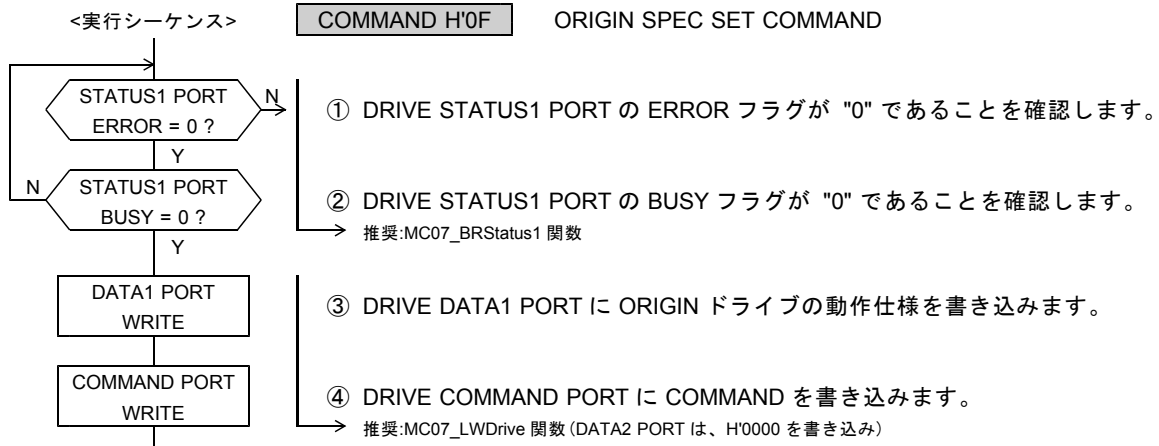 <実行シーケンス> COMMAND H'0F ORIGIN SPEC SET COMMAND
STATUS1 PORT
ERROR = 0 ?
N
Y
① DRIVE STATUS1 PORT の ERROR フラグが "0" であることを確認します。
STATUS1 PORT
BUSY = 0 ?
N
Y
② DRIVE STATUS1 PORT の BUSY フラグが "0" であることを確認します。
推奨:MC07_BRStatus1 関数
DATA1 PORT
WRITE
③ DRIVE DATA1 PORT に ORIGIN ドライブの動作仕様を書き込みます。
COMMAND PORT
WRITE
④ DRIVE COMMAND PORT に COMMAND を書き込みます。
推奨:MC07_LWDrive 関数(DATA2 PORT は、H'0000 を書き込み)